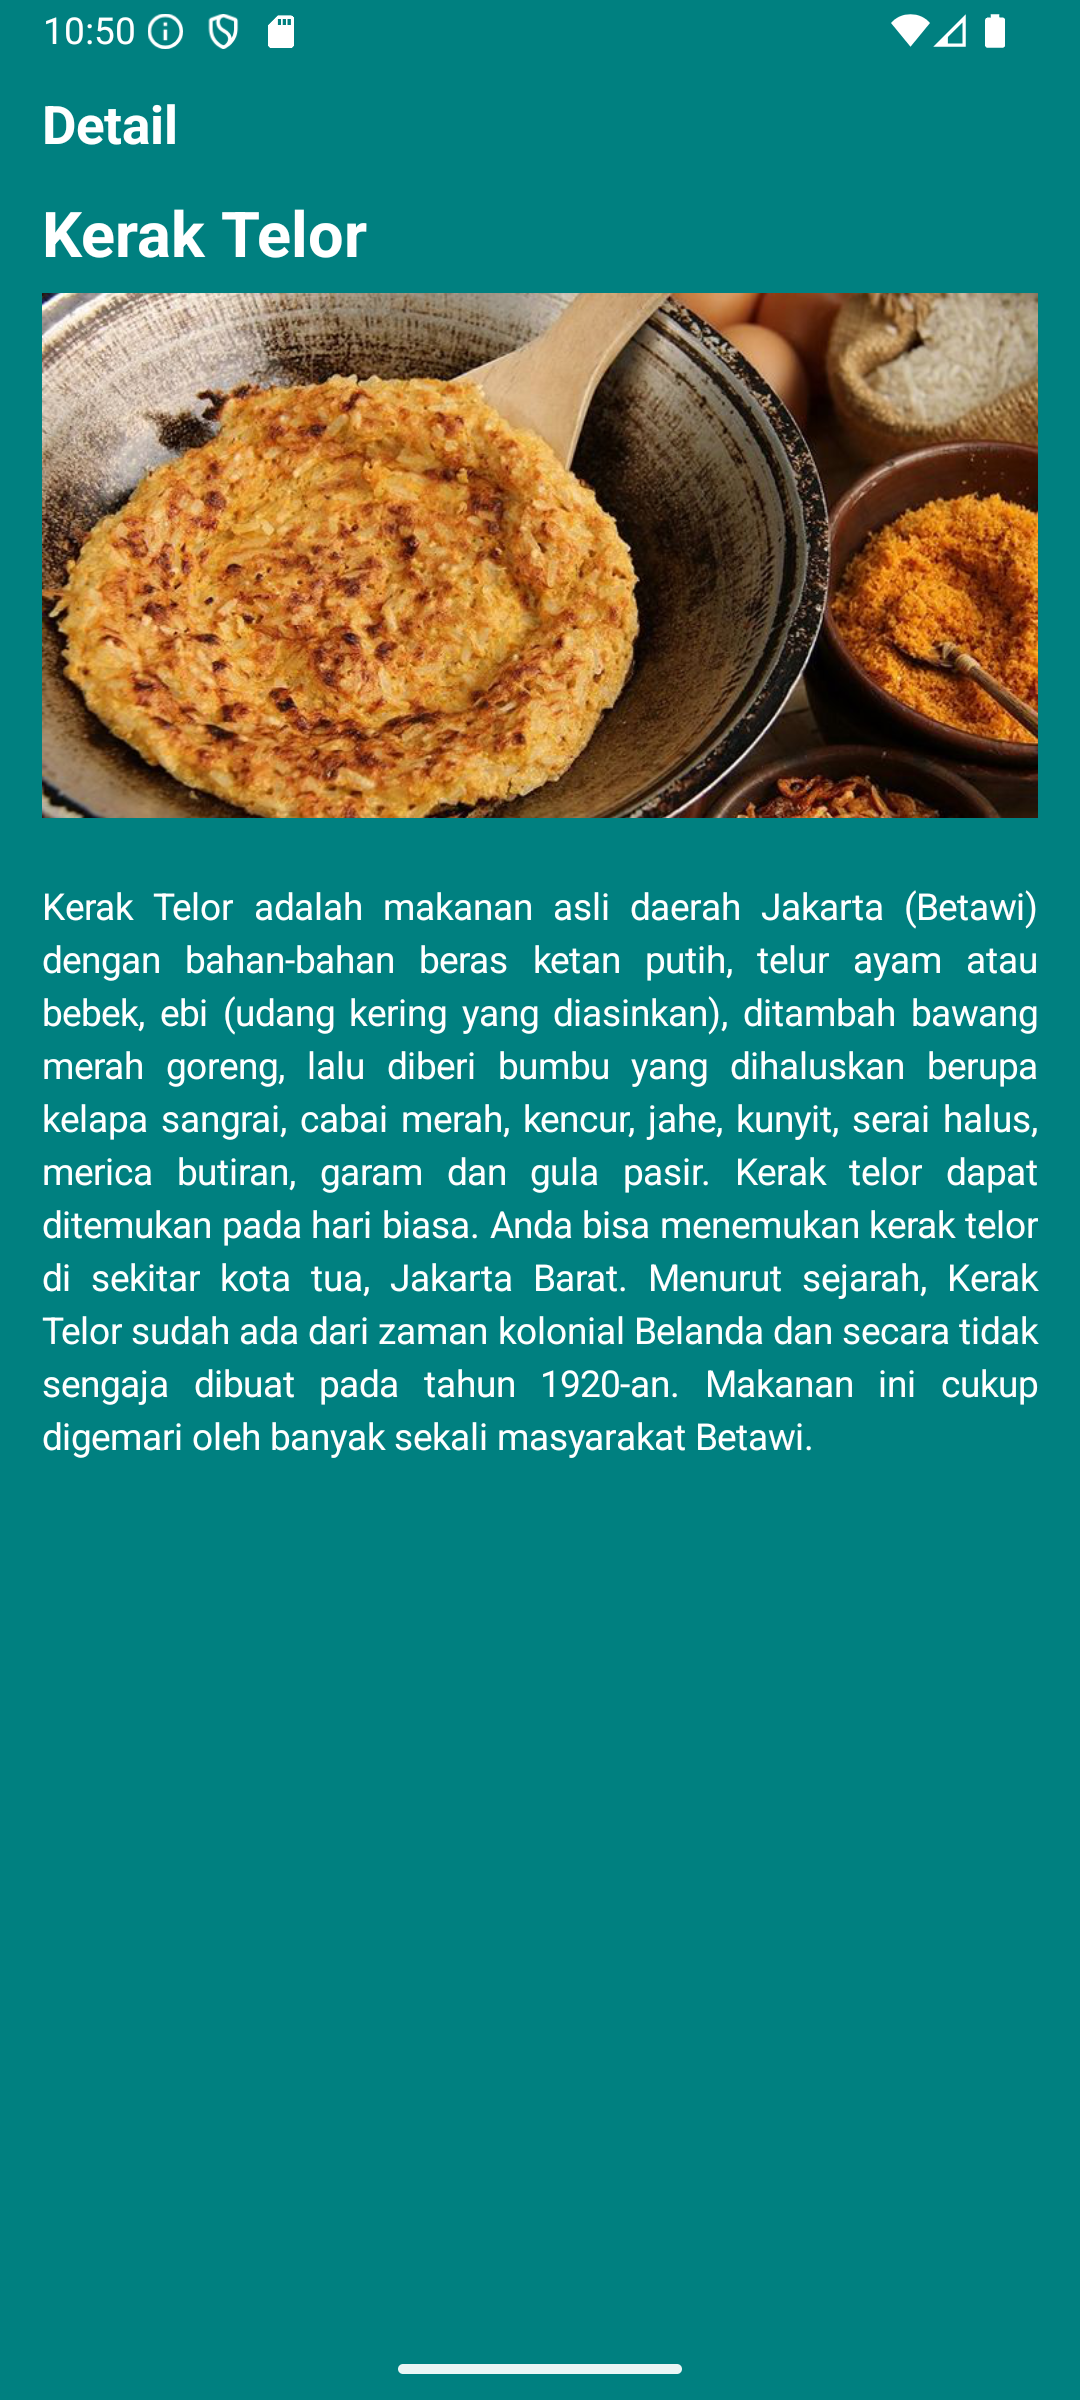 10:50
Detail
Kerak Telor
Kerak Telor adalah makanan asli daerah Jakarta (Betawi)
dengan bahan-bahan beras ketan putih, telur ayam atau
bebek, ebi (udang kering yang diasinkan), ditambah bawang
merah goreng, lalu diberi bumbu yang dihaluskan berupa
kelapa sangrai, cabai merah, kencur, jahe, kunyit, serai halus,
merica butiran, garam dan gula pasir. Kerak telor dapat
ditemukan pada hari biasa. Anda bisa menemukan kerak telor
di sekitar kota tua, Jakarta Barat. Menurut sejarah, Kerak
Telor sudah ada dari zaman kolonial Belanda dan secara tidak
sengaja dibuat pada tahun 1920-an. Makanan ini cukup
digemari oleh banyak sekali masyarakat Betawi.